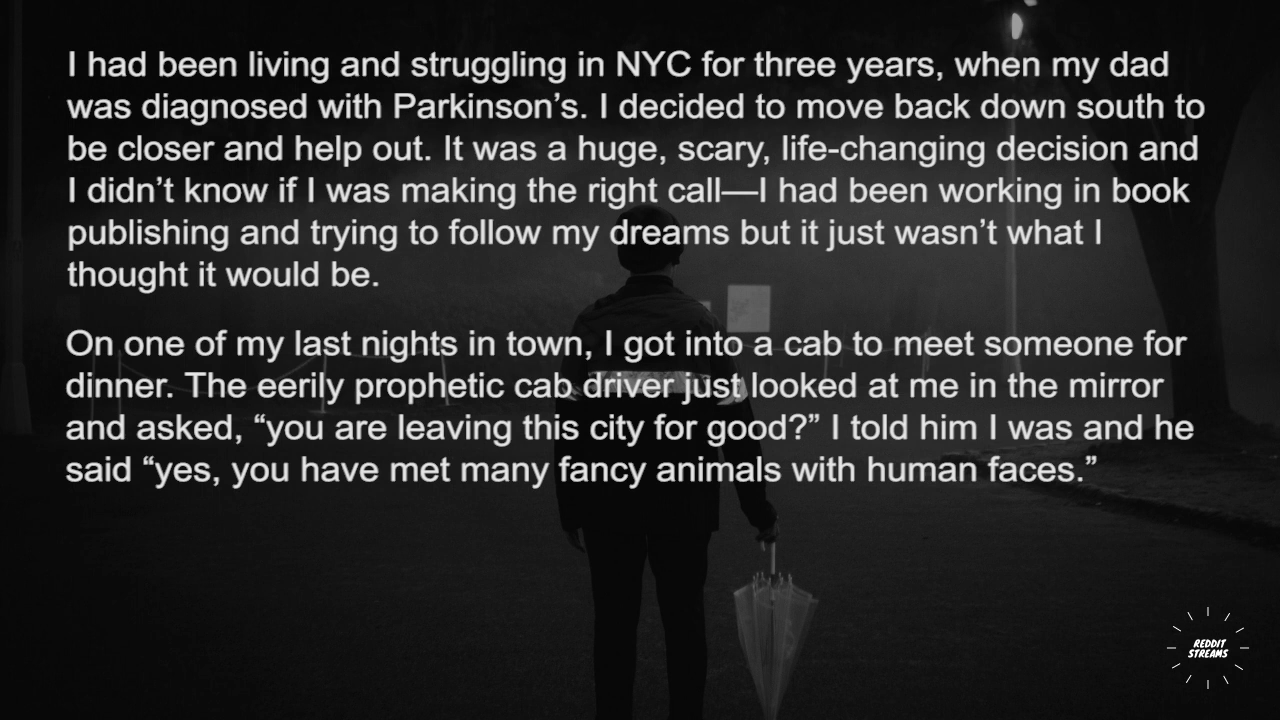 I had been living and struggling in NYC for three years, when my dad
was diagnosed with Parkinson’s. I decided to move back down south to
be closer and help out. It was a huge, scary, life-changing decision and
I didn’t know if I was making the right call—I had been working in book
publishing and trying to follow my dreams but it just wasn’t what I
thought it would be.
On one of my last nights in town, I got into a cab to meet someone for
dinner. The eerily prophetic cab driver just looked at me in the mirror
and asked, “you are leaving this city for good?” I told him I was and he
said “yes, you have met many fancy animals with human faces.”
REDDIT
STREAMS